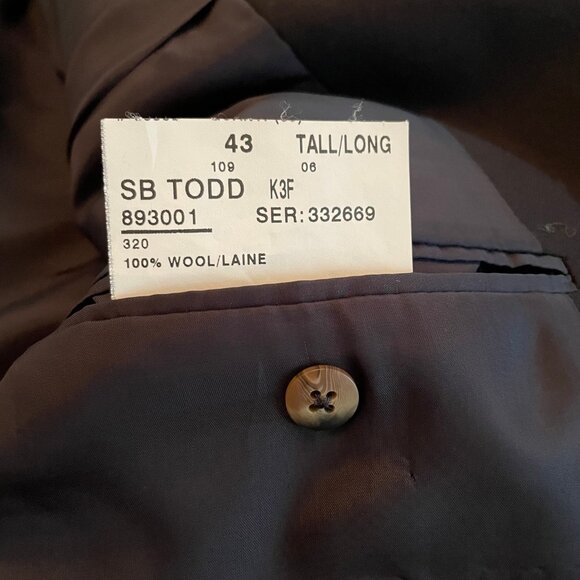 43 TALL/LONG
109 06
SB TODD K3F
893001 SER:332669
320
100% WOOL/LAINE